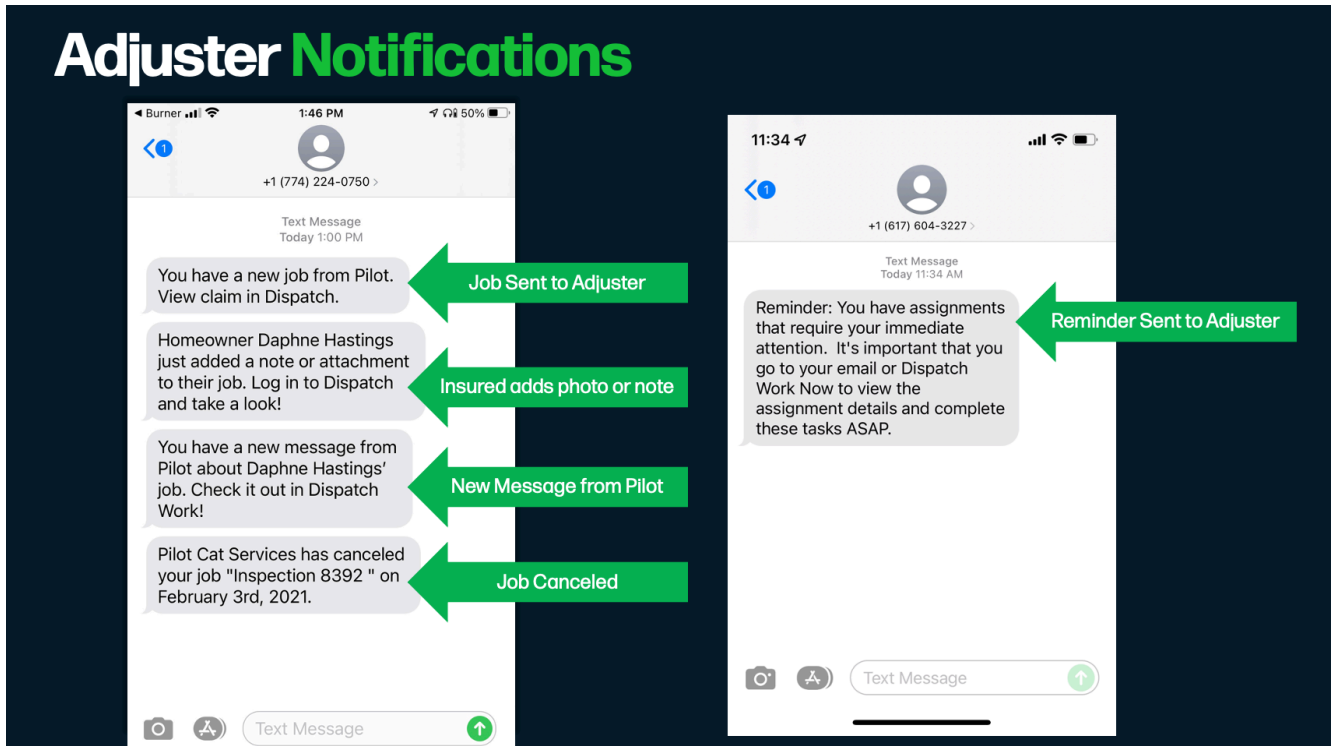 Adjuster Notifications
Burner
1:46 PM
50%
1
+1 (774) 224-0750
Text Message
Today 1:00 PM
You have a new job from Pilot.
View claim in Dispatch.
Job Sent to Adjuster
Homeowner Daphne Hastings
just added a note or attachment
to their job. Log in to Dispatch
and take a look!
Insured adds photo or note
You have a new message from
Pilot about Daphne Hastings’
job. Check it out in Dispatch
Work!
New Message from Pilot
Pilot Cat Services has canceled
your job "Inspection 8392 " on
February 3rd, 2021.
Job Canceled
Text Message
11:34
1
+1 (617) 604-3227
Text Message
Today 11:34 AM
Reminder: You have assignments
that require your immediate
attention.  It's important that you
go to your email or Dispatch
Work Now to view the
assignment details and complete
these tasks ASAP.
Reminder Sent to Adjuster
Text Message